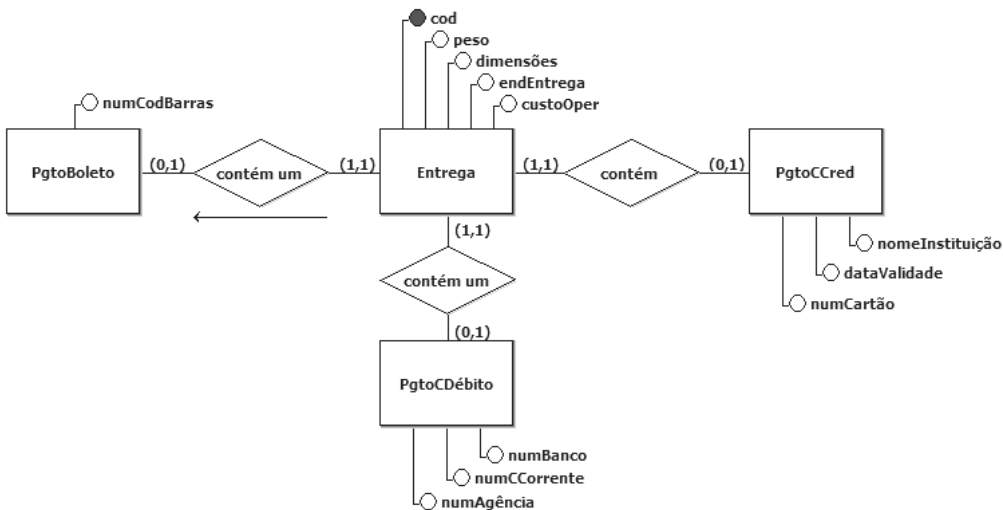 cod
peso
dimensões
endEntrega
custoOper
numCodBarras
PgtoBoleto
(0,1)
contém um
(1,1)
Entrega
(1,1)
contém
(0,1)
PgtoCCred
(1,1)
contém um
(0,1)
nomeInstituição
dataValidade
numCartão
PgtoCDébito
numBanco
numCCorrente
numAgência